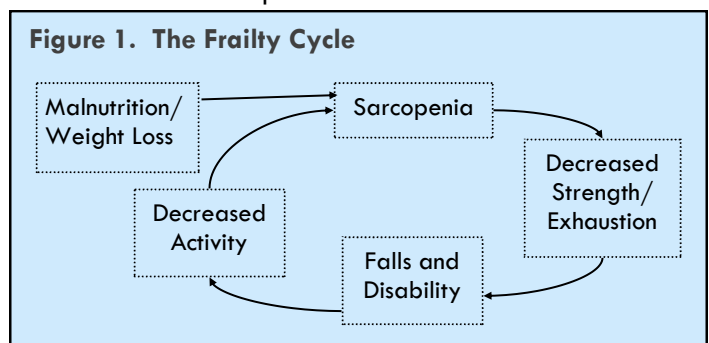 Figure 1. The Frailty Cycle
Malnutrition/
Weight Loss
Sarcopenia
Decreased
Strength/
Exhaustion
Falls and
Disability
Decreased
Activity